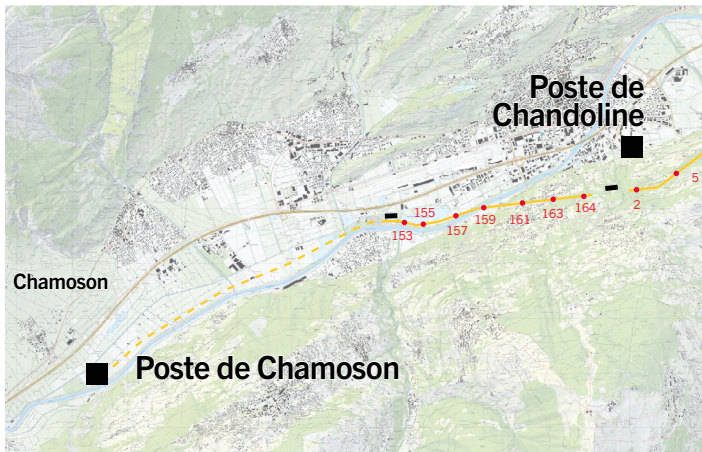 Poste de
Chandoline
5
2
164
163
161
159
157
155
153
Chamoson
Poste de Chamoson